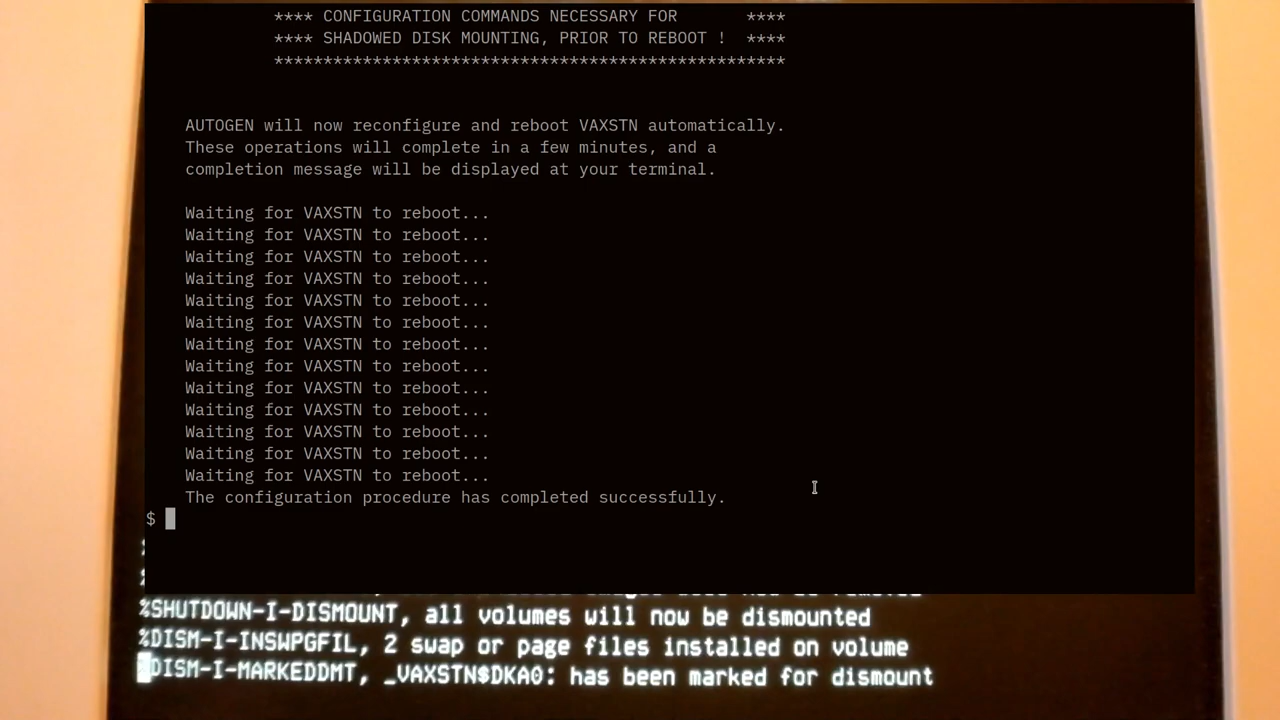 **** CONFIGURATION COMMANDS NECESSARY FOR ****
**** SHADOWED DISK MOUNTING, PRIOR TO REBOOT ! ****
****************************************************
AUTOGEN will now reconfigure and reboot VAXSTN automatically.
These operations will complete in a few minutes, and a
completion message will be displayed at your terminal.
Waiting for VAXSTN to reboot...
Waiting for VAXSTN to reboot...
Waiting for VAXSTN to reboot...
Waiting for VAXSTN to reboot...
Waiting for VAXSTN to reboot...
Waiting for VAXSTN to reboot...
Waiting for VAXSTN to reboot...
Waiting for VAXSTN to reboot...
Waiting for VAXSTN to reboot...
Waiting for VAXSTN to reboot...
Waiting for VAXSTN to reboot...
Waiting for VAXSTN to reboot...
Waiting for VAXSTN to reboot...
The configuration procedure has completed successfully.
$
%SHUTDOWN-I-DISMOUNT, all volumes will now be dismounted
%DISM-I-INSWPGFIL, 2 swap or page files installed on volume
DISM-I-MARKEDDMT, _VAXSTN$DKA0: has been marked for dismount